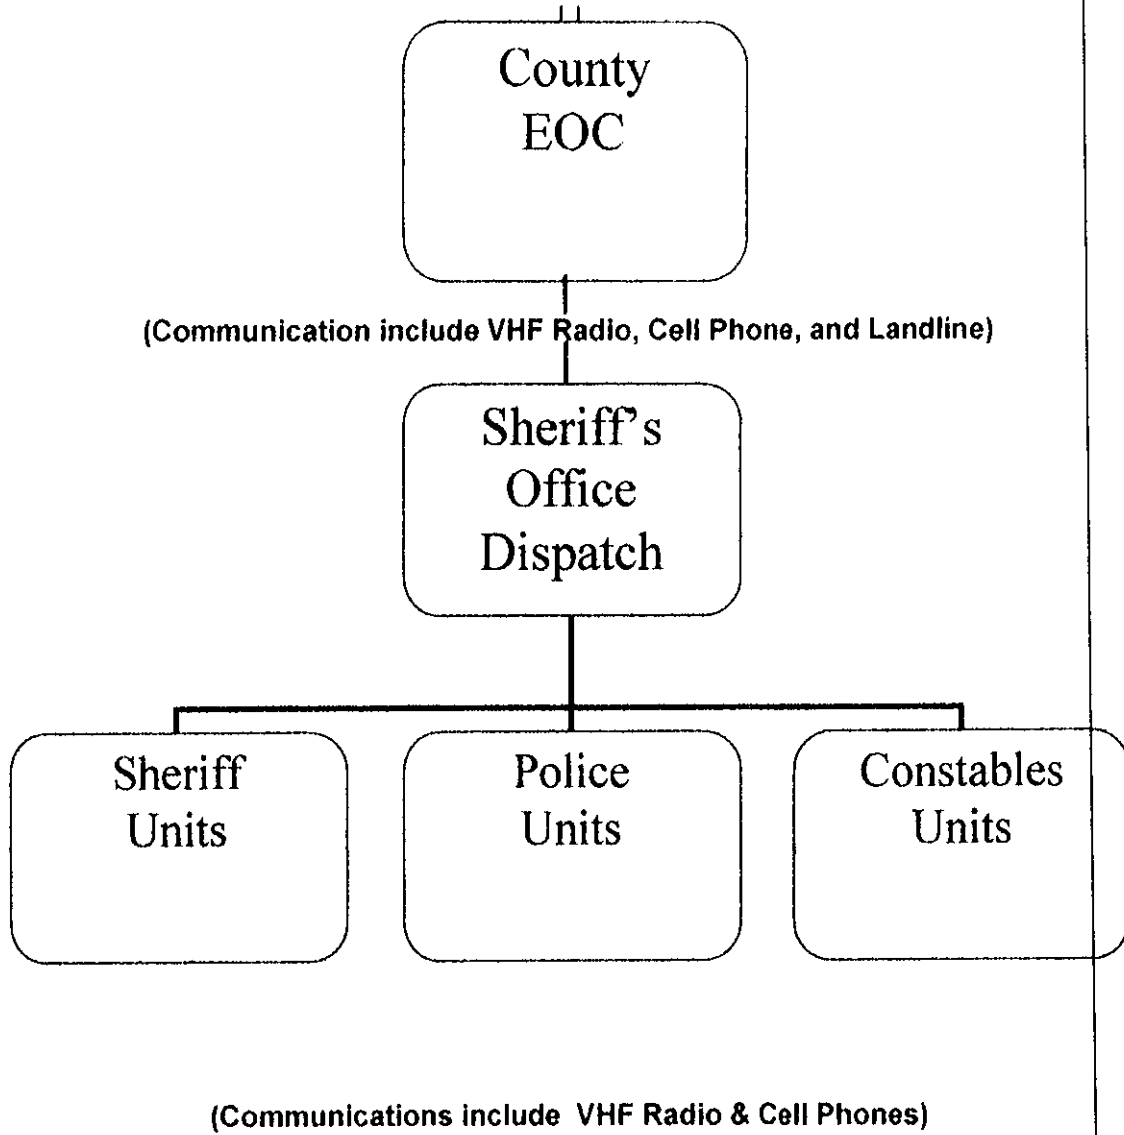 County
EOC
(Communication include VHF Radio, Cell Phone, and Landline)
Sheriff's
Office
Dispatch
Sheriff
Units
Police
Units
Constables
Units
(Communications include VHF Radio & Cell Phones)